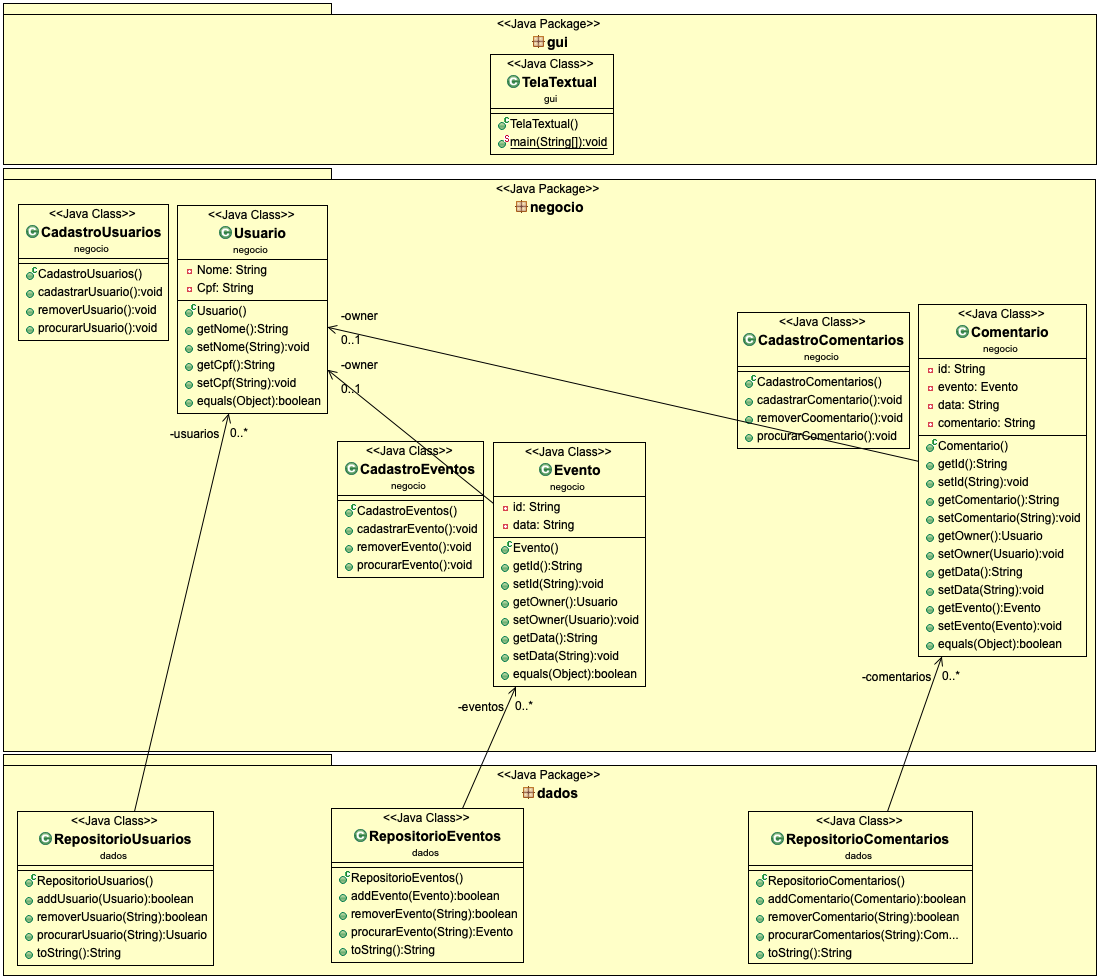 <<Java Package>>
gui
<<Java Class>>
TelaTextual
gui
TelaTextual()
main(String[]):void
<<Java Package>>
negocio
<<Java Class>>
CadastroUsuarios
negocio
CadastroUsuarios()
cadastrarUsuario():void
removerUsuario():void
procurarUsuario():void
<<Java Class>>
Usuario
negocio
Nome: String
Cpf: String
Usuario()
getNome():String
setNome(String):void
getCpf():String
setCpf(String):void
equals(Object):boolean
-owner
0..1
-owner
0..1
-usuarios
0..*
<<Java Class>>
CadastroComentarios
negocio
CadastroComentarios()
cadastrarComentario():void
removerCoomentario():void
procurarComentario():void
<<Java Class>>
Comentario
negocio
id: String
evento: Evento
data: String
comentario: String
Comentario()
getId():String
setId(String):void
getComentario():String
setComentario(String):void
getOwner():Usuario
setOwner(Usuario):void
getData():String
setData(String):void
getEvento():Evento
setEvento(Evento):void
equals(Object):boolean
<<Java Class>>
CadastroEventos
negocio
CadastroEventos()
cadastrarEvento():void
removerEvento():void
procurarEvento():void
<<Java Class>>
Evento
negocio
id: String
data: String
Evento()
getId():String
setId(String):void
getOwner():Usuario
setOwner(Usuario):void
getData():String
setData(String):void
equals(Object):boolean
-eventos
0..*
-comentarios
0..*
<<Java Package>>
dados
<<Java Class>>
RepositorioUsuarios
dados
RepositorioUsuarios()
addUsuario(Usuario):boolean
removerUsuario(String):boolean
procurarUsuario(String):Usuario
toString():String
<<Java Class>>
RepositorioEventos
dados
RepositorioEventos()
addEvento(Evento):boolean
removerEvento(String):boolean
procurarEvento(String):Evento
toString():String
<<Java Class>>
RepositorioComentarios
dados
RepositorioComentarios()
addComentario(Comentario):boolean
removerComentario(String):boolean
procurarComentarios(String):Com...
toString():String